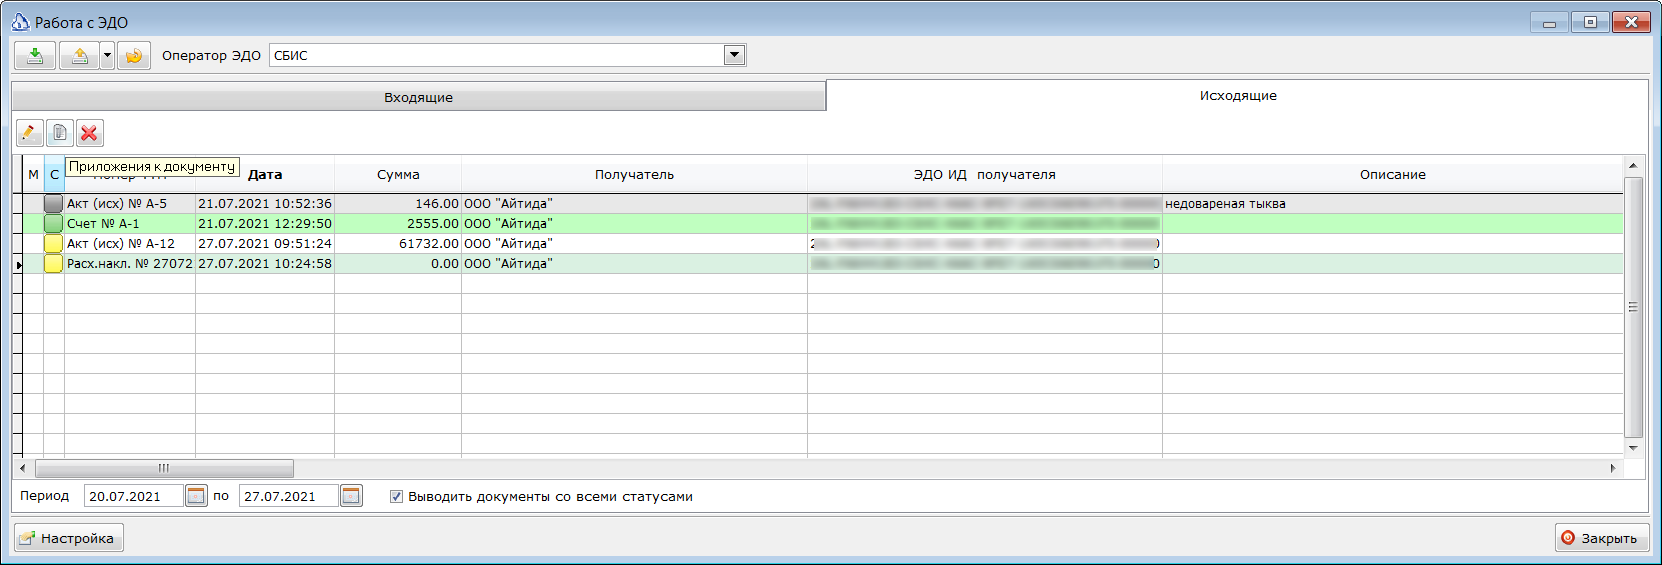 Работа с ЭДО
Оператор ЭДО СБИС
Входящие Исходящие
Приложения к документу
М С Дата Сумма Получатель ЭДО ИД получателя Описание
Акт (исх) № А-5 21.07.2021 10:52:36 146.00 ООО "Айтида" недовареная тыква
Счет № А-1 21.07.2021 12:29:50 2555.00 ООО "Айтида"
Акт (исх) № А-12 27.07.2021 09:51:24 61732.00 ООО "Айтида"
Расх.накл. № 27072 27.07.2021 10:24:58 0.00 ООО "Айтида" 0
Период 20.07.2021 по 27.07.2021 Выводить документы со всеми статусами
Настройка Закрыть